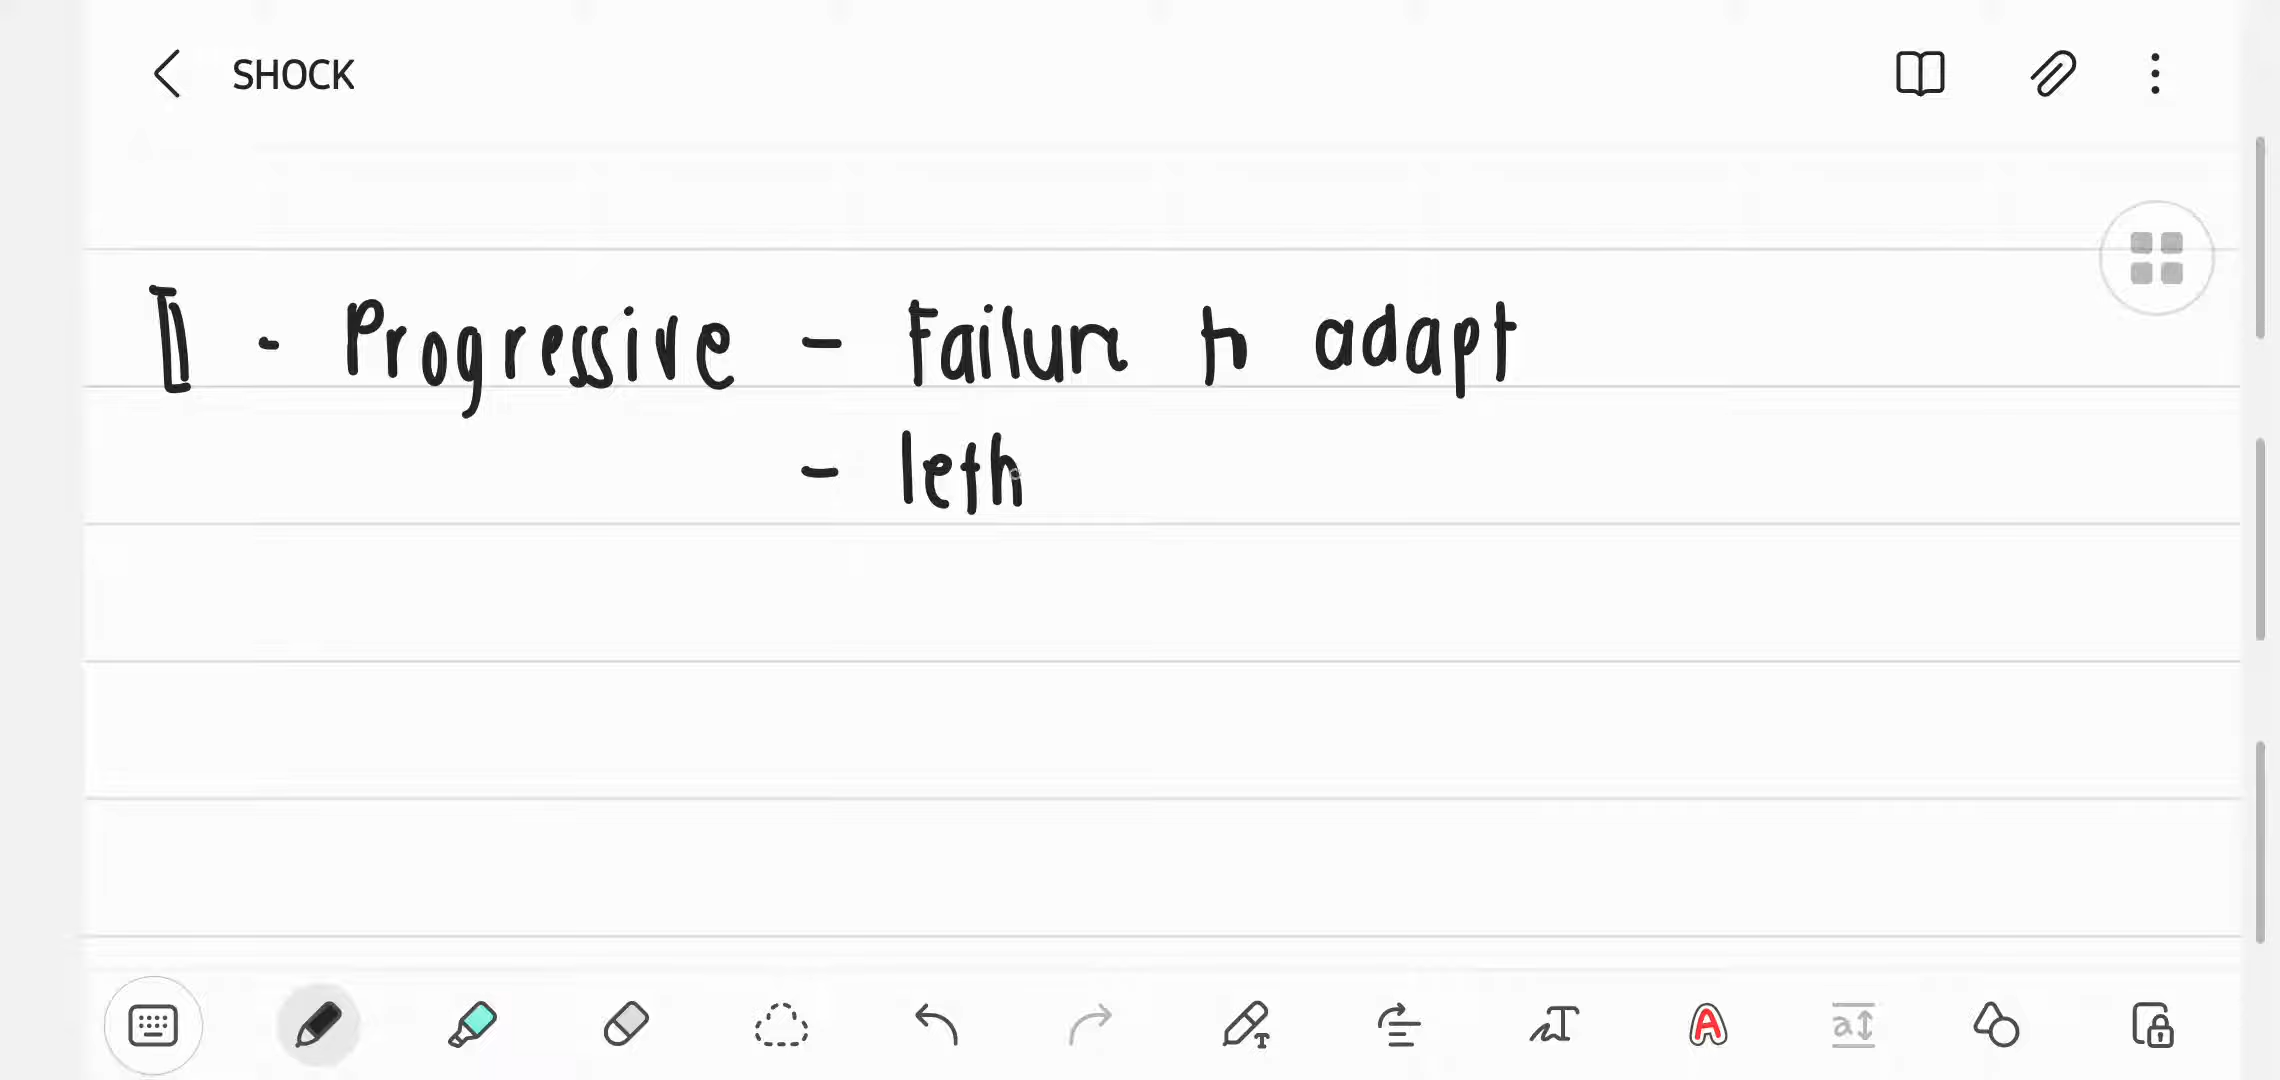 SHOCK
II - Progressive - Failure to adapt
- leth